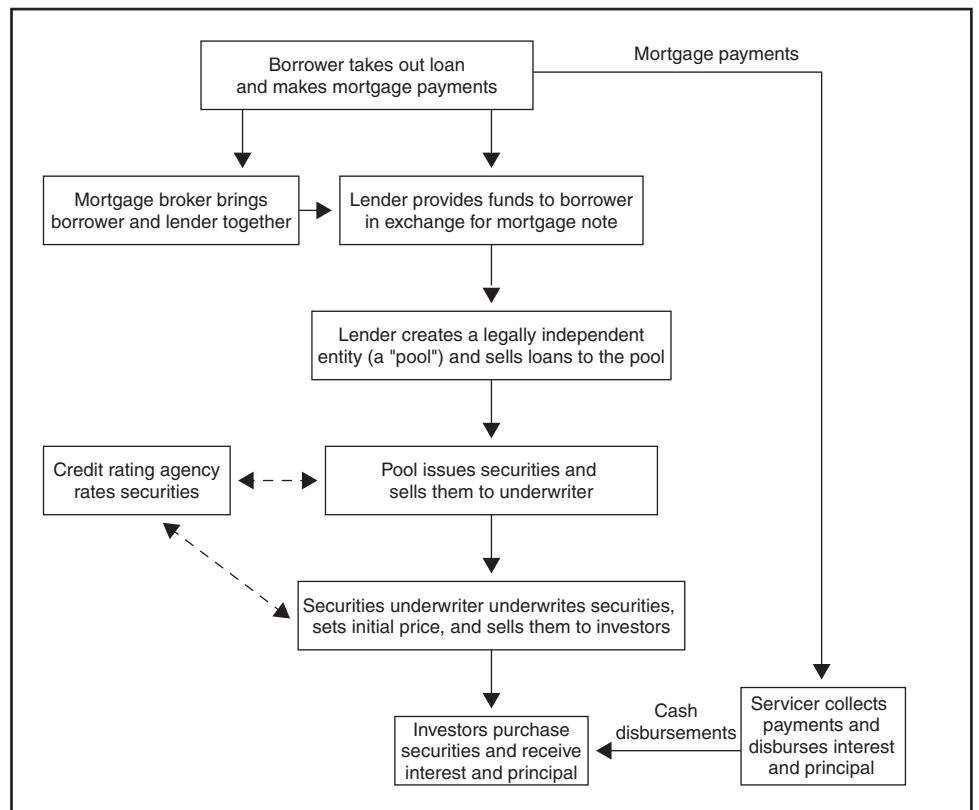 Borrower takes out loan
and makes mortgage payments
Mortgage payments
Mortgage broker brings
borrower and lender together
Lender provides funds to borrower
in exchange for mortgage note
Lender creates a legally independent
entity (a "pool") and sells loans to the pool
Credit rating agency
rates securities
Pool issues securities and
sells them to underwriter
Securities underwriter underwrites securities,
sets initial price, and sells them to investors
Investors purchase
securities and receive
interest and principal
Cash
disbursements
Servicer collects
payments and
disburses interest
and principal